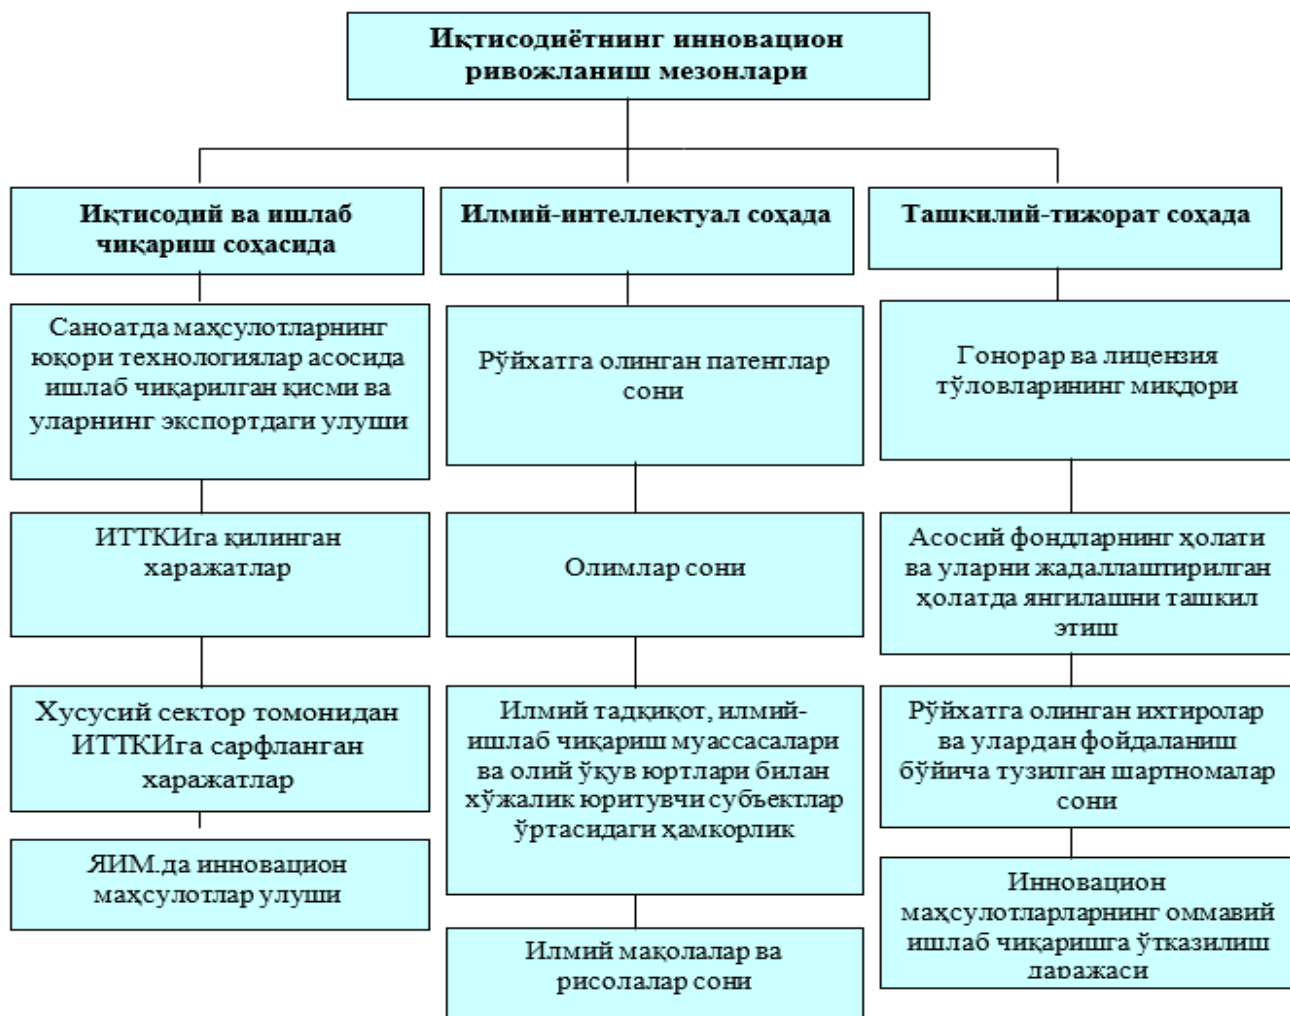 Иқтисодиётнинг инновацион
ривожланиш мезонлари
Иқтисодий ва ишлаб
чиқариш соҳасида
Саноатда маҳсулотларнинг
юқори технологиялар асосида
ишлаб чиқарилган қисми ва
уларнинг экспортдаги улуши
ИТТКИга қилинган
харажатлар
Хусусий сектор томонидан
ИТТКИга сарфланган
харажатлар
ЯИМ.да инновацион
маҳсулотлар улуши
Илмий-интеллектуал соҳада
Рўйхатга олинган патентлар
сони
Олимлар сони
Илмий тадқиқот, илмий-
ишлаб чиқариш муассасалари
ва олий ўқув юртлари билан
хўжалик юритувчи субъектлар
ўртасидаги ҳамкорлик
Илмий мақолалар ва
рисолалар сони
Ташкилий-тижорат соҳада
Гонорар ва лицензия
тўловларининг миқдори
Асосий фондларнинг ҳолати
ва уларни жадаллаштирилган
ҳолатда янгилашни ташкил
этиш
Рўйхатга олинган ихтиролар
ва улардан фойдаланиш
бўйича тузилган шартномалар
сони
Инновацион
маҳсулотларларнинг оммавий
ишлаб чиқаришга ўтказилиш
даражаси